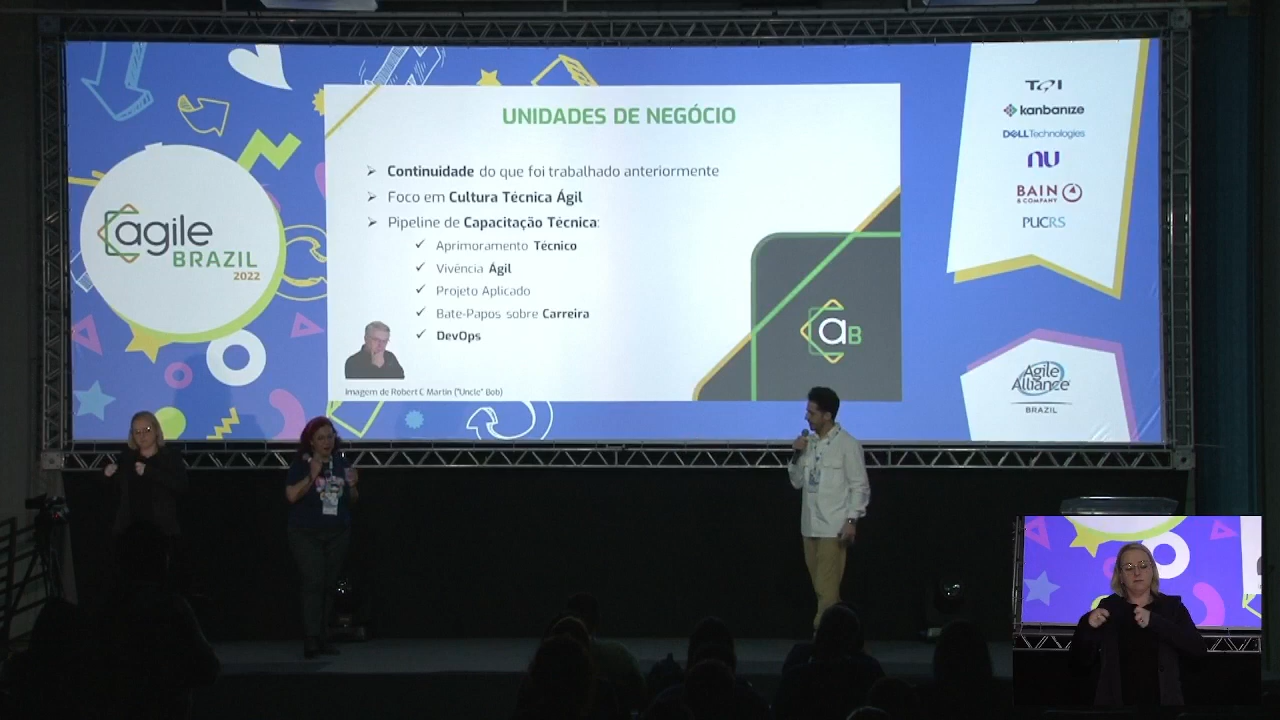 agile
BRAZIL
2022
UNIDADES DE NEGÓCIO
Continuidade do que foi trabalhado anteriormente
Foco em Cultura Técnica Ágil
Pipeline de Capacitação Técnica:
Aprimoramento Técnico
Vivência Ágil
Projeto Aplicado
Bate-Papos sobre Carreira
DevOps
Imagem de Robert C Martin ("Uncle" Bob)
aB
kanbanize
DELLTechnologies
nu
BAIN
& COMPANY
PUCRS
Agile
Alliance
BRAZIL